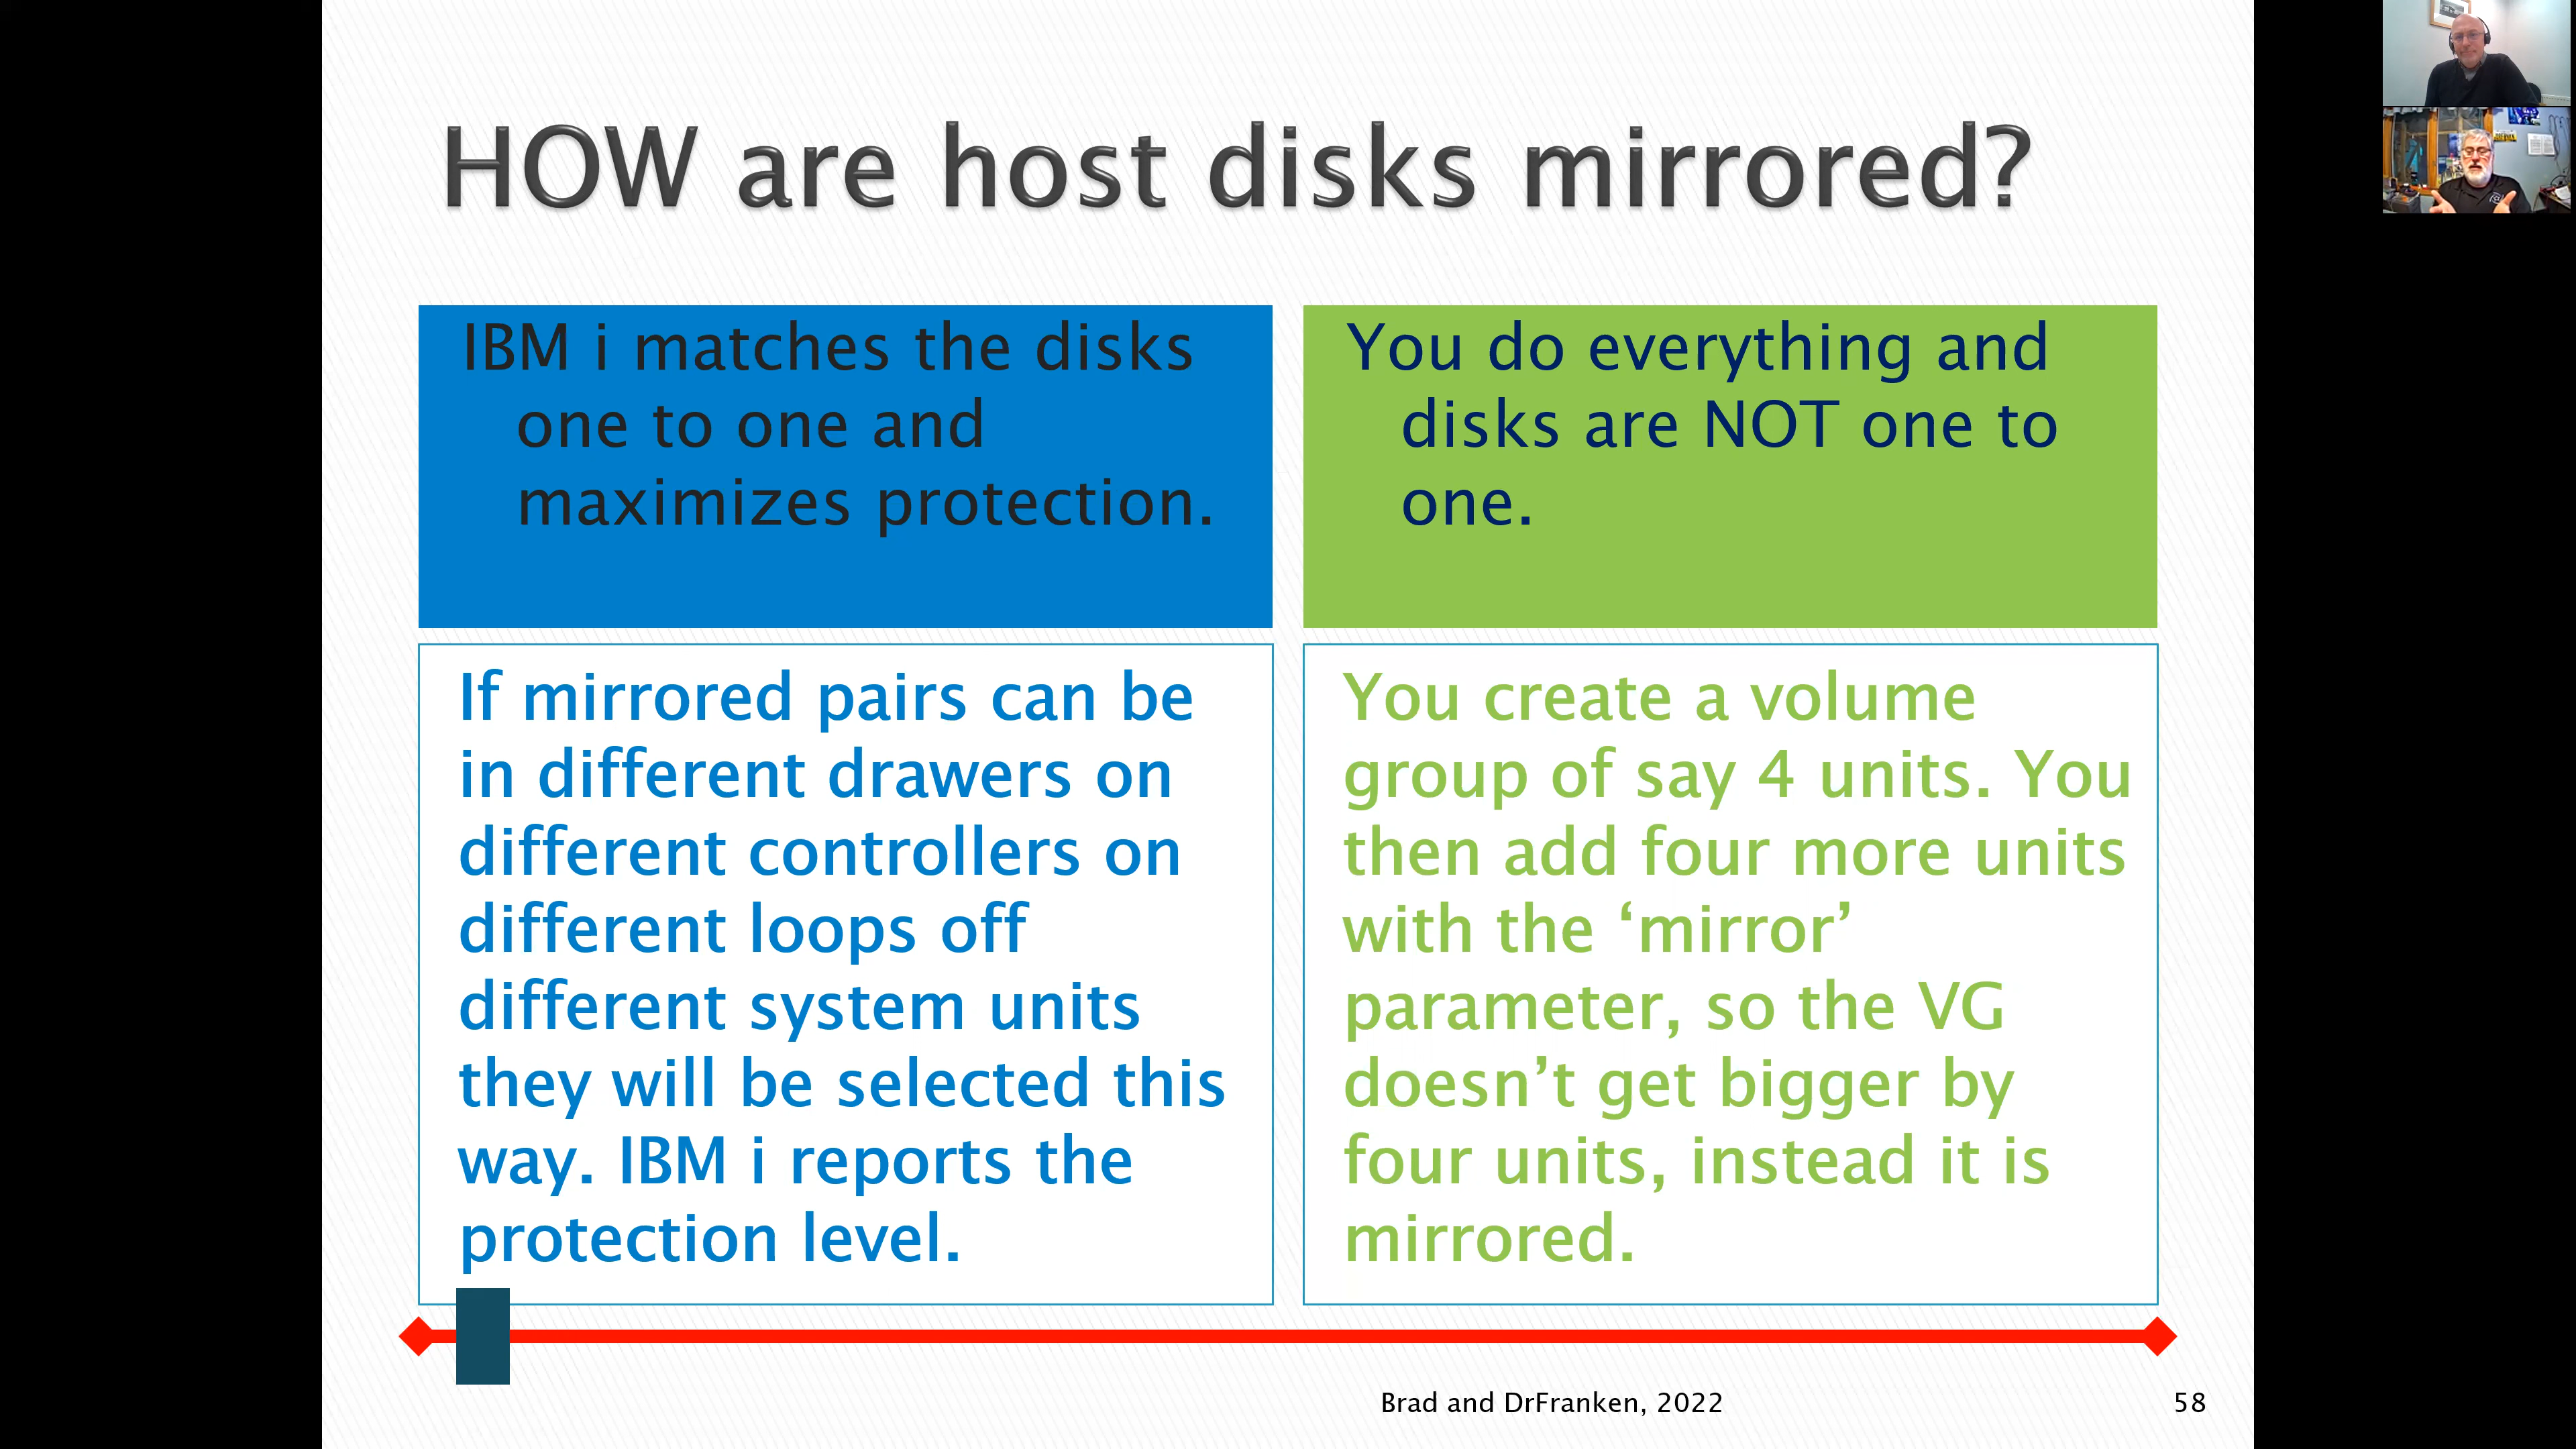 HOW are host disks mirrored?
IBM i matches the disks
one to one and
maximizes protection.
You do everything and
disks are NOT one to
one.
If mirrored pairs can be
in different drawers on
different controllers on
different loops off
different system units
they will be selected this
way. IBM i reports the
protection level.
You create a volume
group of say 4 units. You
then add four more units
with the ‘mirror’
parameter, so the VG
doesn’t get bigger by
four units, instead it is
mirrored.
Brad and DrFranken, 2022
58